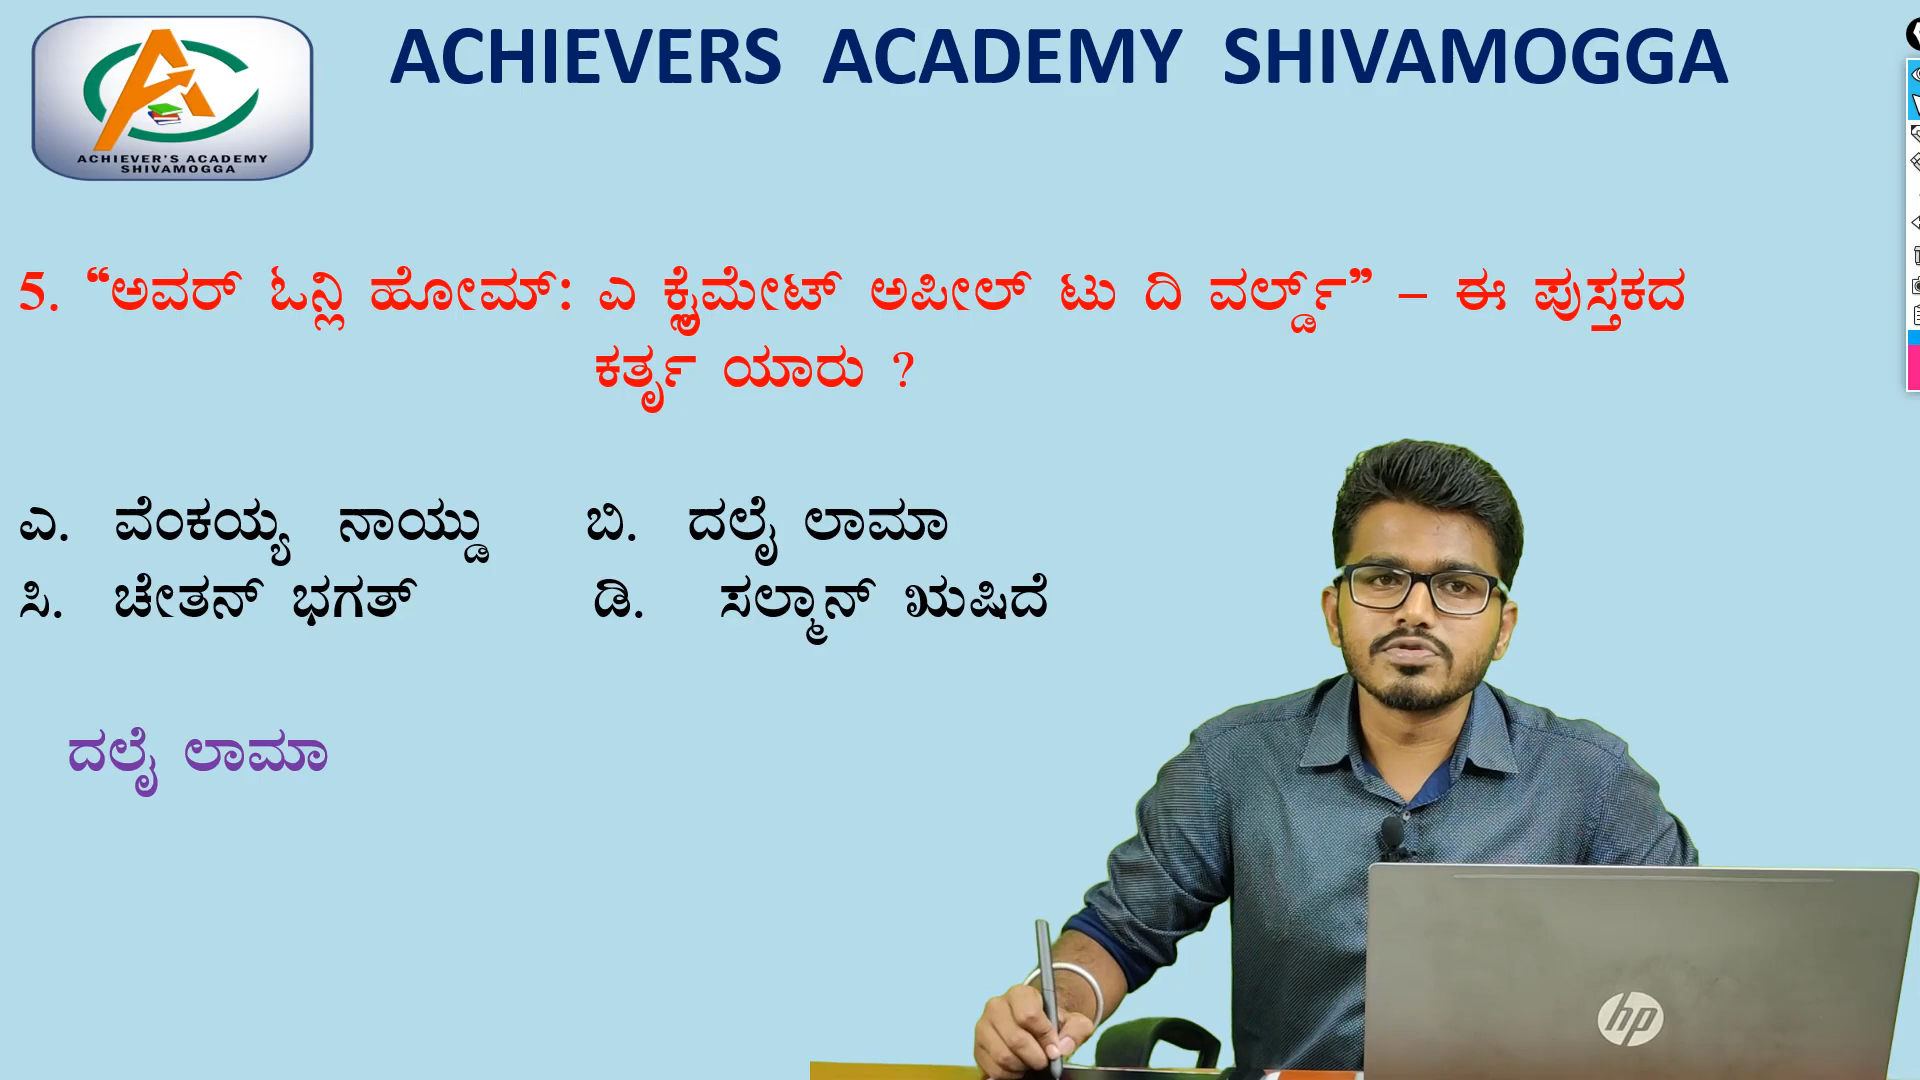 ACHIEVERS ACADEMY SHIVAMOGGA
ACHIEVER'S ACADEMY
SHIVAMOGGA
5. “ಅವರ್ ಓನ್ಲಿ ಹೋಮ್: ಎ ಕ್ಲೈಮೇಟ್ ಅಪೀಲ್ ಟು ದಿ ವರ್ಲ್ಡ್” – ಈ ಪುಸ್ತಕದ
ಕರ್ತೃ ಯಾರು ?
ಎ. ವೆಂಕಯ್ಯ ನಾಯ್ಡು ಬಿ. ದಲೈ ಲಾಮಾ
ಸಿ. ಚೇತನ್ ಭಗತ್ ಡಿ. ಸಲ್ಮಾನ್ ಋಷಿದೆ
ದಲೈ ಲಾಮಾ
hp